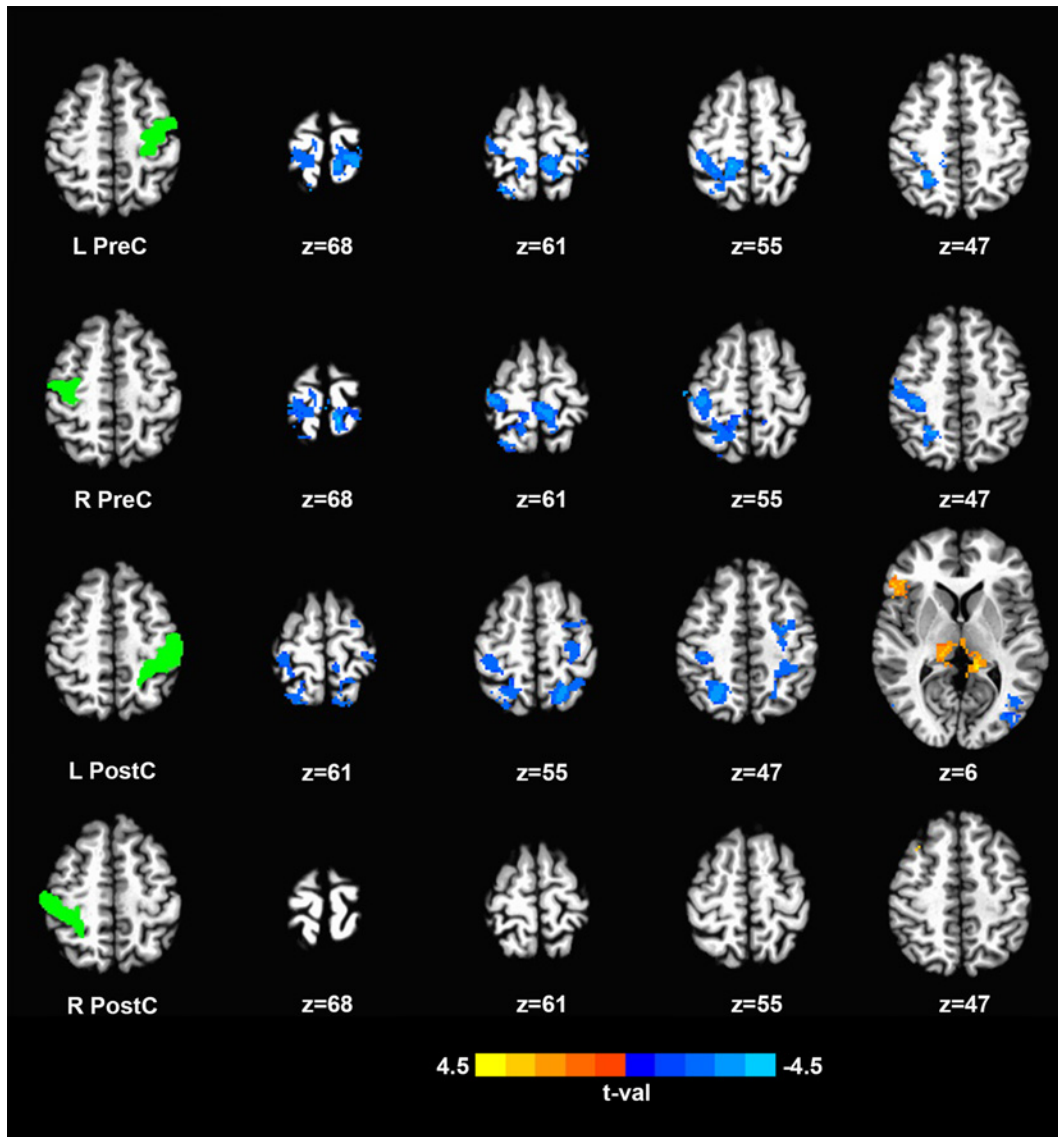 L PreC z=68 z=61 z=55 z=47
R PreC z=68 z=61 z=55 z=47
L PostC z=61 z=55 z=47 z=6
R PostC z=68 z=61 z=55 z=47
4.5 -4.5
t-val